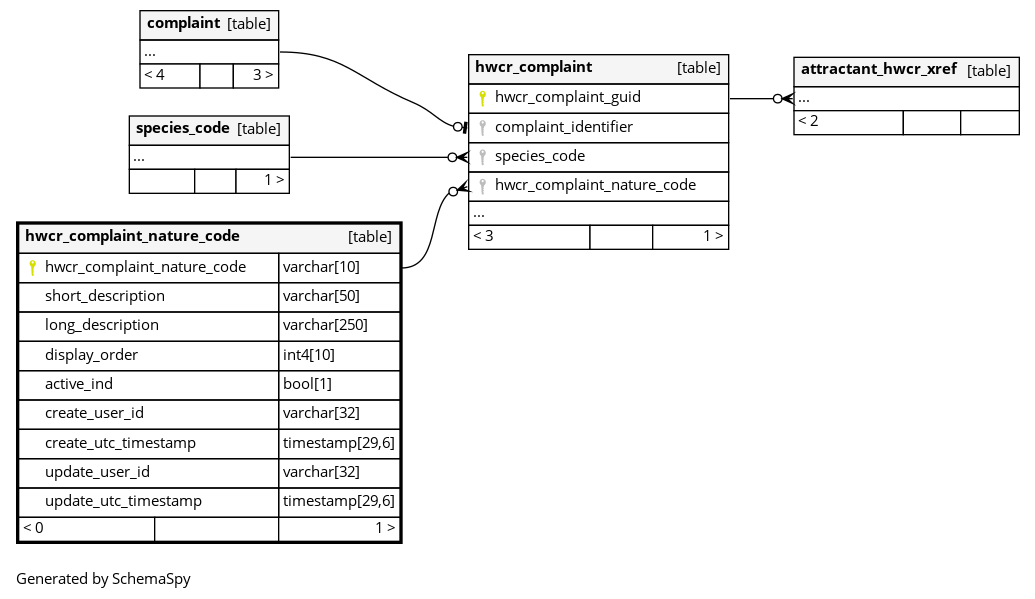 complaint [table]
...
< 4 3 >
species_code [table]
...
1 >
hwcr_complaint_nature_code [table]
hwcr_complaint_nature_code varchar[10]
short_description varchar[50]
long_description varchar[250]
display_order int4[10]
active_ind bool[1]
create_user_id varchar[32]
create_utc_timestamp timestamp[29,6]
update_user_id varchar[32]
update_utc_timestamp timestamp[29,6]
< 0 1 >
hwcr_complaint [table]
hwcr_complaint_guid
complaint_identifier
species_code
hwcr_complaint_nature_code
...
< 3 1 >
attractant_hwcr_xref [table]
...
< 2
Generated by SchemaSpy